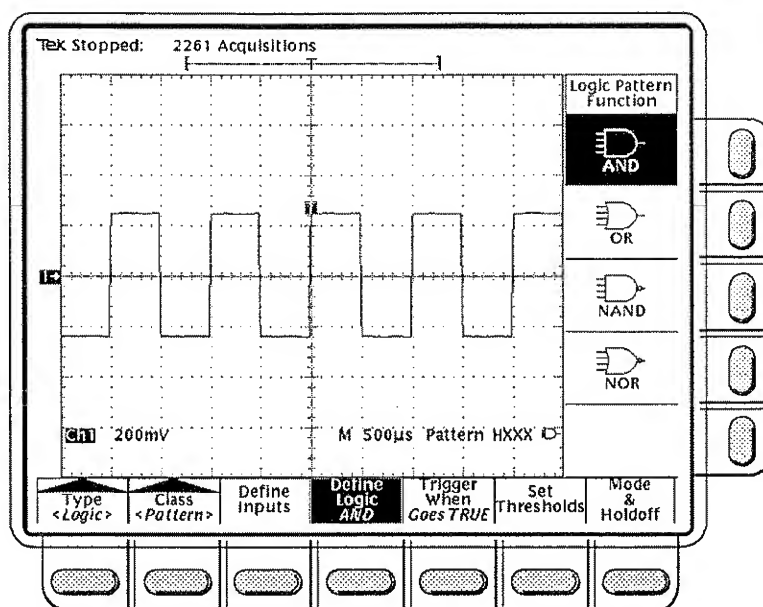 Tek Stopped: 2261 Acquisitions
T
Logic Pattern
Function
AND
OR
NAND
NOR
1
Ch1 200mV M 500µs Pattern HXXX
Type
<Logic>
Class
<Pattern>
Define
Inputs
Define
Logic
AND
Trigger
When
Goes TRUE
Set
Thresholds
Mode
&
Holdoff